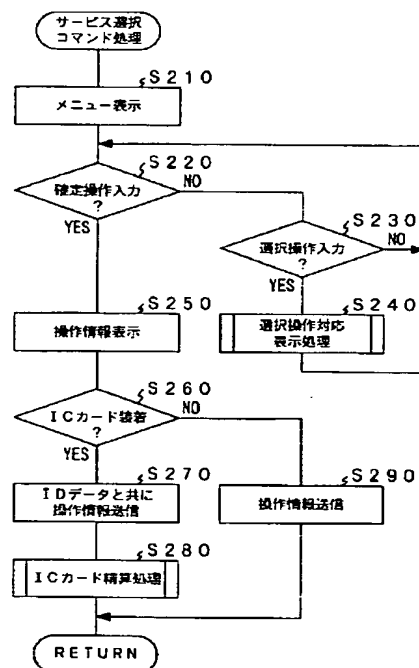 サービス選択
コマンド処理
S210
メニュー表示
S220
確定操作入力
?
NO
YES
S230
選択操作入力
?
NO
YES
S240
選択操作対応
表示処理
S250
操作情報表示
S260
ICカード装着
?
NO
YES
S270
IDデータと共に
操作情報送信
S290
操作情報送信
S280
ICカード精算処理
RETURN